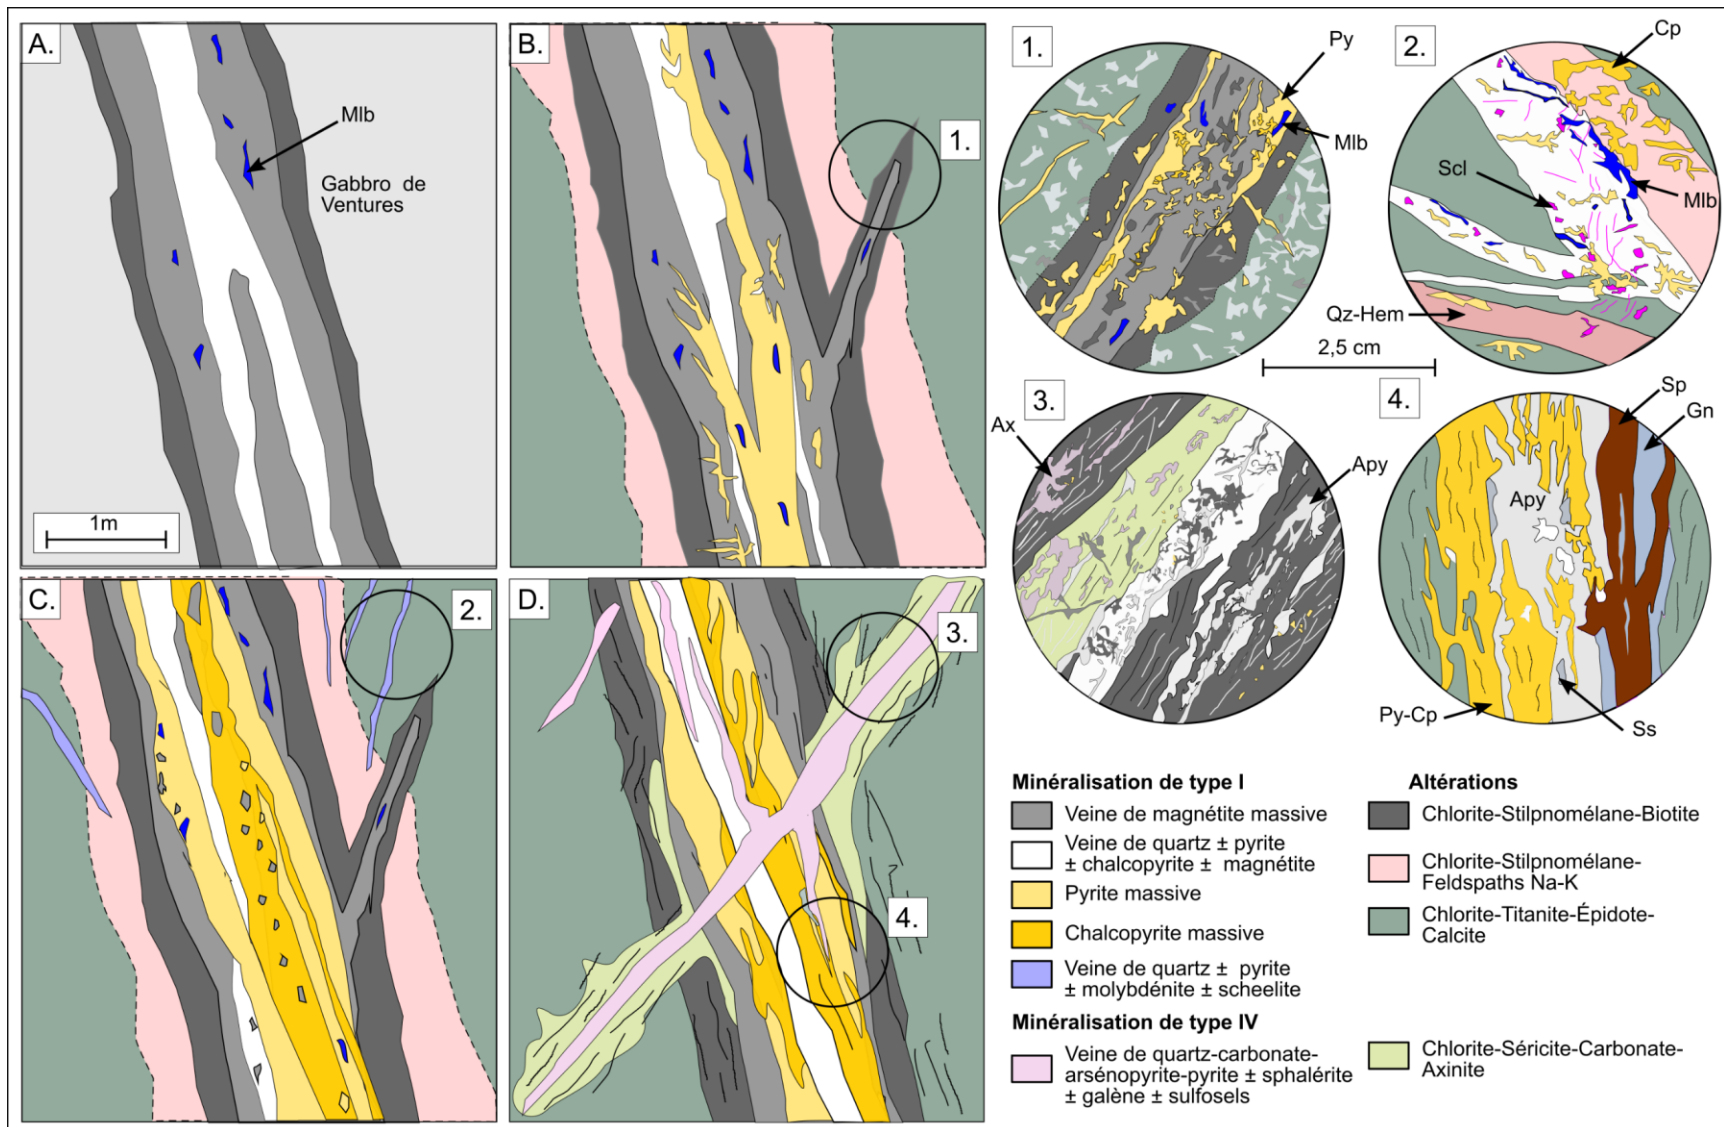 A.
Mlb
Gabbro de
Ventures
1m
B.
1.
C.
2.
D.
3.
4.
1.
Py
Mlb
2.
Cp
Scl
Mlb
Qz-Hem
2,5 cm
3.
Ax
Apy
4.
Sp
Gn
Apy
Py-Cp
Ss
Minéralisation de type I
Veine de magnétite massive
Veine de quartz ± pyrite
± chalcopyrite ± magnétite
Pyrite massive
Chalcopyrite massive
Veine de quartz ± pyrite
± molybdénite ± scheelite
Minéralisation de type IV
Veine de quartz-carbonate-
arsénopyrite-pyrite ± sphalérite
± galène ± sulfosels
Altérations
Chlorite-Stilpnomélane-Biotite
Chlorite-Stilpnomélane-
Feldspaths Na-K
Chlorite-Titanite-Épidote-
Calcite
Chlorite-Séricite-Carbonate-
Axinite